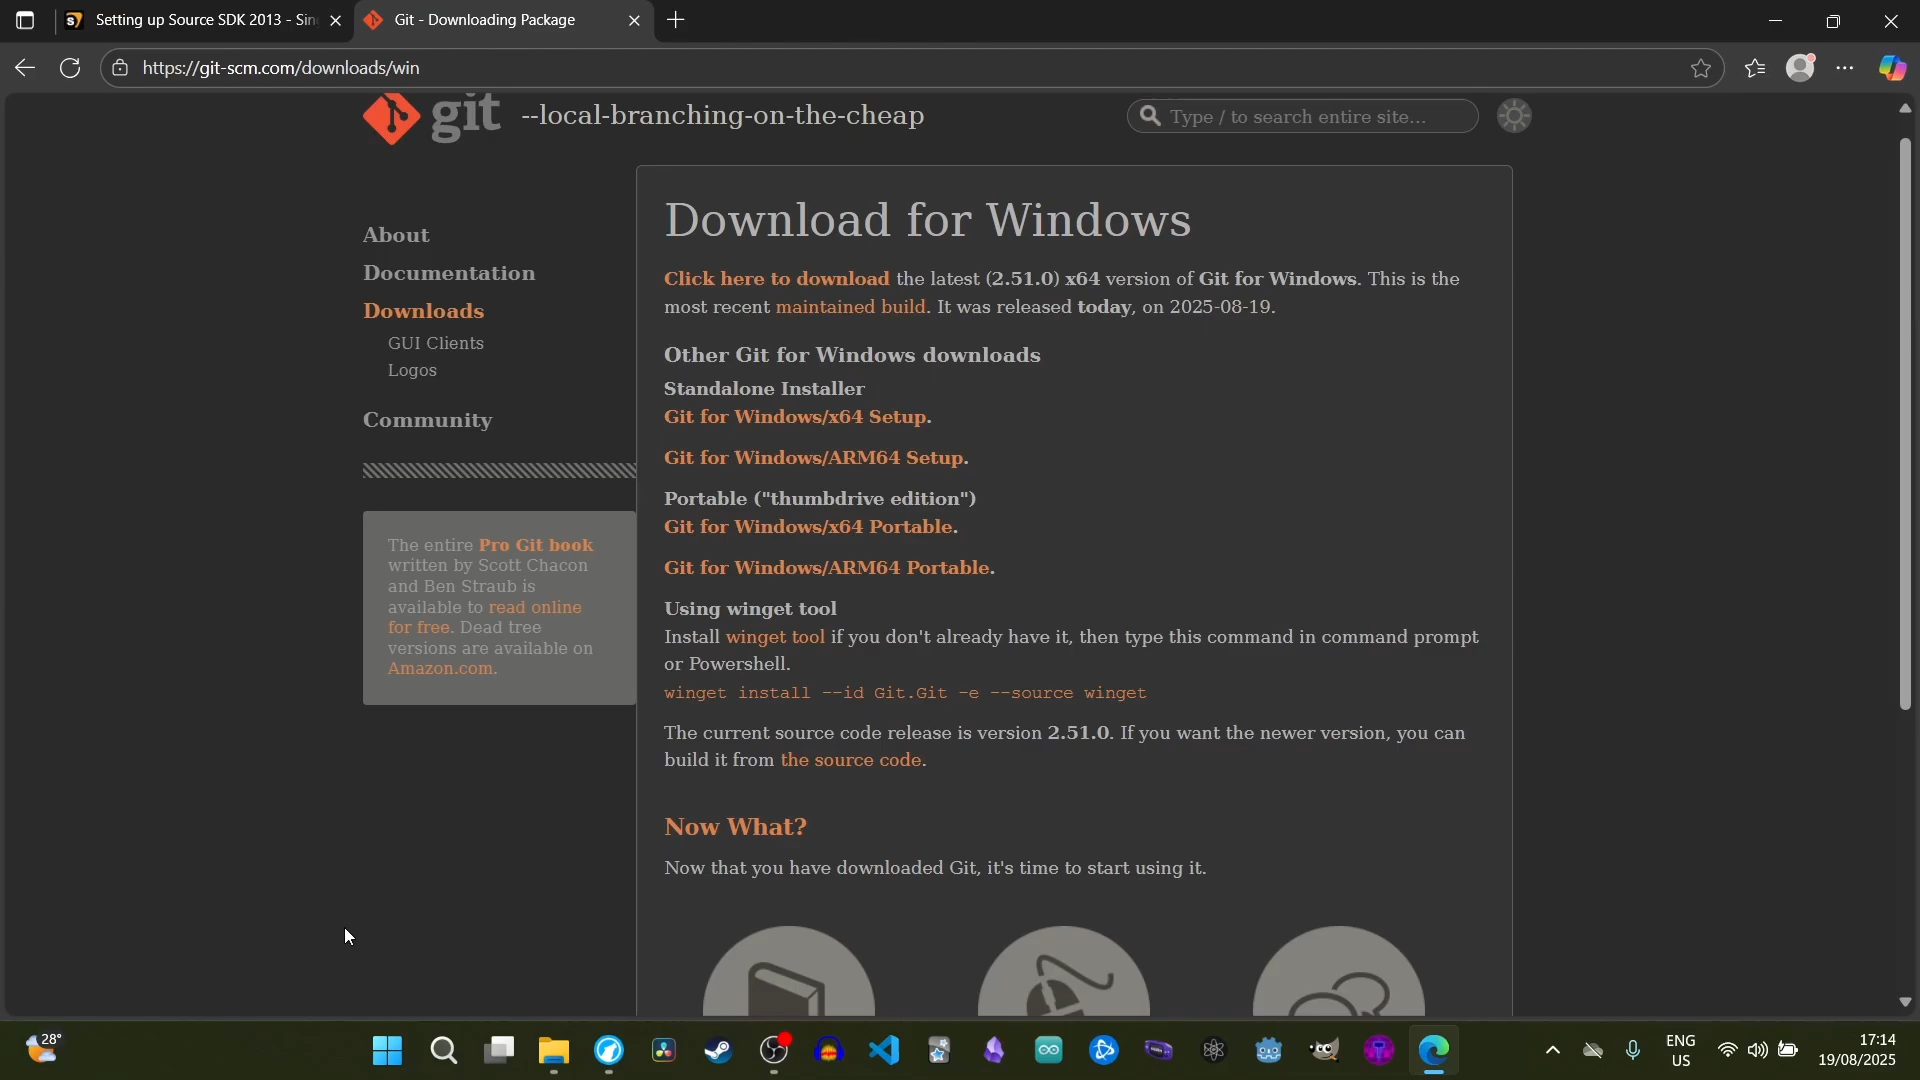 Setting up Source SDK 2013 - Sin
Git - Downloading Package
https://git-scm.com/downloads/win
git --local-branching-on-the-cheap
Type / to search entire site...
About
Documentation
Downloads
GUI Clients
Logos
Community
The entire Pro Git book
written by Scott Chacon
and Ben Straub is
available to read online
for free. Dead tree
versions are available on
Amazon.com.
Download for Windows
Click here to download the latest (2.51.0) x64 version of Git for Windows. This is the
most recent maintained build. It was released today, on 2025-08-19.
Other Git for Windows downloads
Standalone Installer
Git for Windows/x64 Setup.
Git for Windows/ARM64 Setup.
Portable ("thumbdrive edition")
Git for Windows/x64 Portable.
Git for Windows/ARM64 Portable.
Using winget tool
Install winget tool if you don't already have it, then type this command in command prompt
or Powershell.
winget install --id Git.Git -e --source winget
The current source code release is version 2.51.0. If you want the newer version, you can
build it from the source code.
Now What?
Now that you have downloaded Git, it's time to start using it.
28°
ENG
US
17:14
19/08/2025